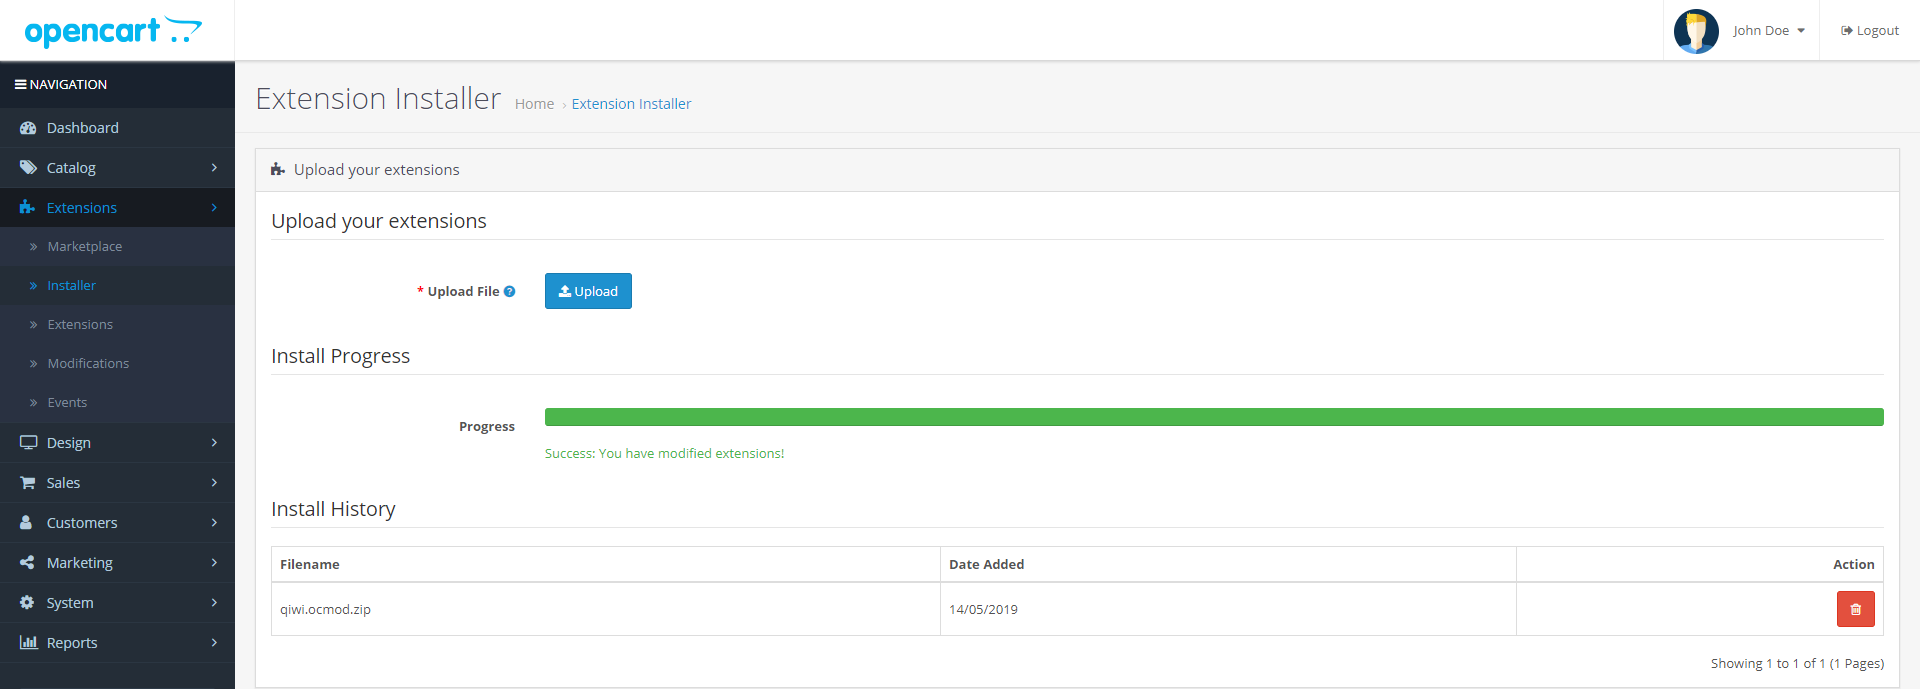 opencart
John Doe
Logout
NAVIGATION
Dashboard
Catalog
Extensions
Marketplace
Installer
Extensions
Modifications
Events
Design
Sales
Customers
Marketing
System
Reports
Extension Installer Home › Extension Installer
Upload your extensions
Upload your extensions
* Upload File ? Upload
Install Progress
Progress
Success: You have modified extensions!
Install History
Filename Date Added Action
qiwi.ocmod.zip 14/05/2019
Showing 1 to 1 of 1 (1 Pages)